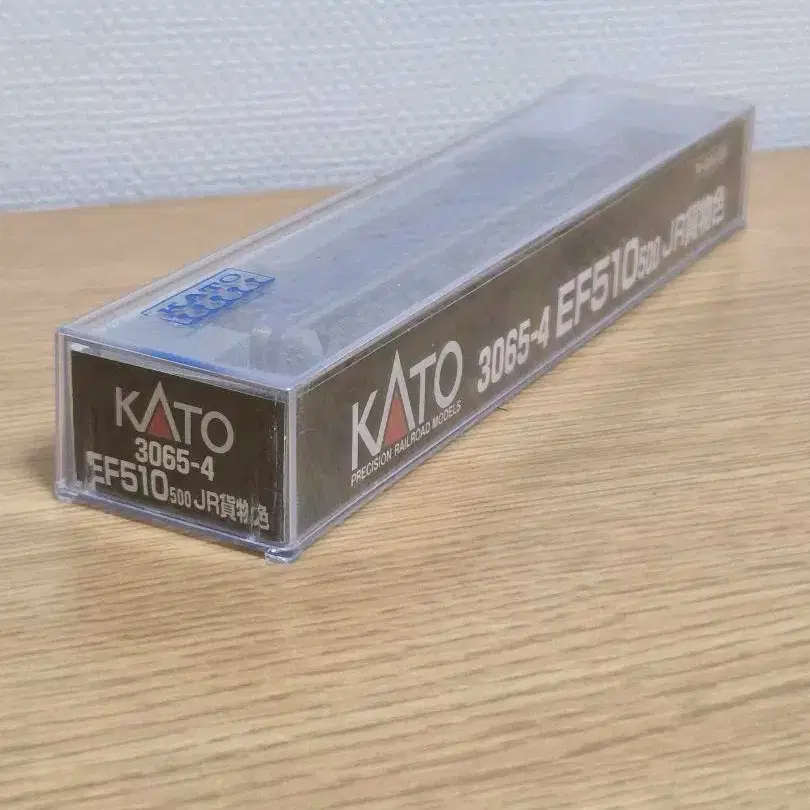 KATO
KATO
3065-4
EF510 500 JR貨物色
KATO
PRECISION RAILROAD MODELS
3065-4 EF510 500 JR貨物色